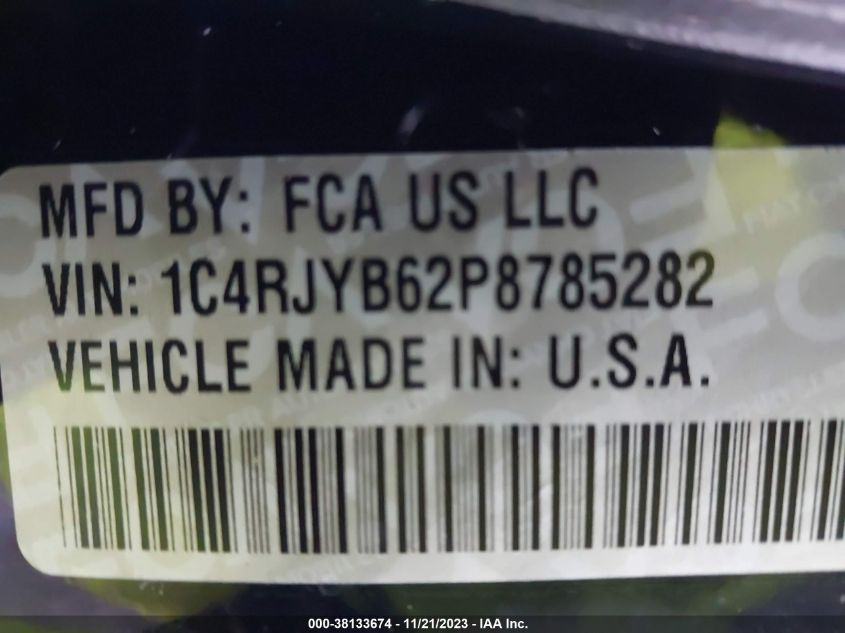 MFD BY: FCA US LLC
VIN: 1C4RJYB62P8785282
VEHICLE MADE IN: U.S.A.
000-38133674 — 11/21/2023 — IAA Inc.